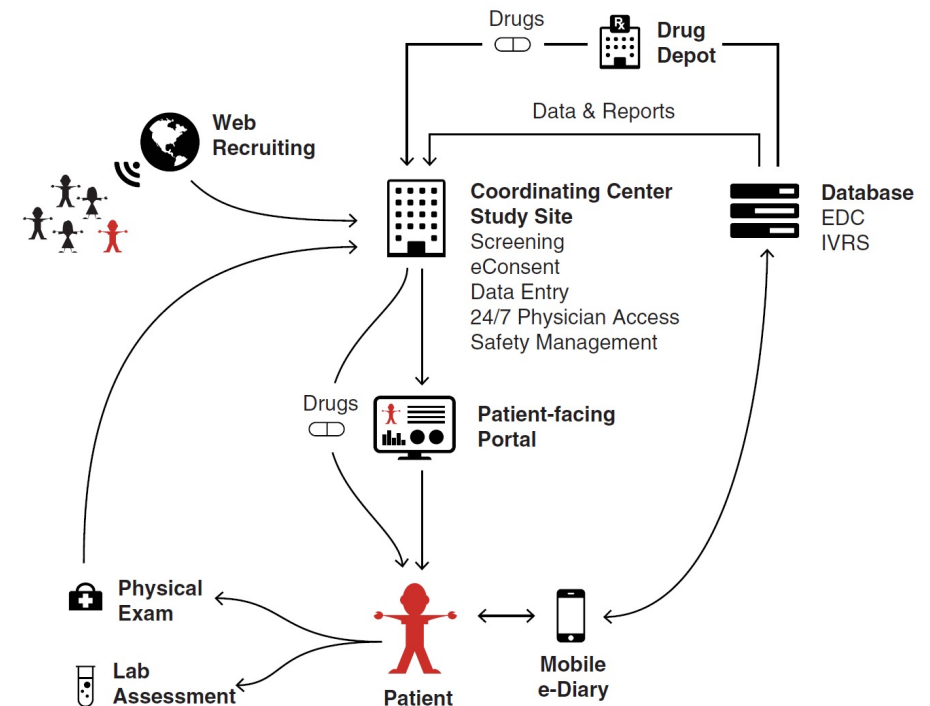 Drugs
Rx
Drug
Depot
Data & Reports
Web
Recruiting
Coordinating Center
Study Site
Screening
eConsent
Data Entry
24/7 Physician Access
Safety Management
Database
EDC
IVRS
Drugs
Patient-facing
Portal
Physical
Exam
Lab
Assessment
Patient
Mobile
e-Diary